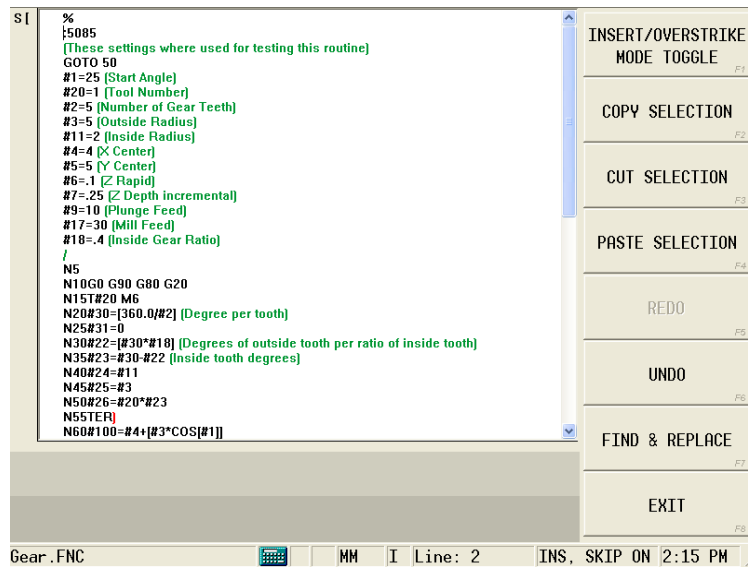 S[
%
:5085
(These settings where used for testing this routine)
GOTO 50
#1=25 (Start Angle)
#20=1 (Tool Number)
#2=5 (Number of Gear Teeth)
#3=5 (Outside Radius)
#11=2 (Inside Radius)
#4=4 (X Center)
#5=5 (Y Center)
#6=.1 (Z Rapid)
#7=.25 (Z Depth incremental)
#9=10 (Plunge Feed)
#17=30 (Mill Feed)
#18=.4 (Inside Gear Ratio)
/
N5
N10G0 G90 G80 G20
N15T#20 M6
N20#30=[360.0/#2] (Degree per tooth)
N25#31=0
N30#22=[#30*#18] (Degrees of outside tooth per ratio of inside tooth)
N35#23=#30-#22 (Inside tooth degrees)
N40#24=#11
N45#25=#3
N50#26=#20*#23
N55TER)
N60#100=#4+[#3*COS[#1]]
INSERT/OVERSTRIKE
MODE TOGGLE
F1
COPY SELECTION
F2
CUT SELECTION
F3
PASTE SELECTION
F4
REDO
F5
UNDO
F6
FIND & REPLACE
F7
EXIT
F8
Gear.FNC MM I Line: 2 INS, SKIP ON 2:15 PM